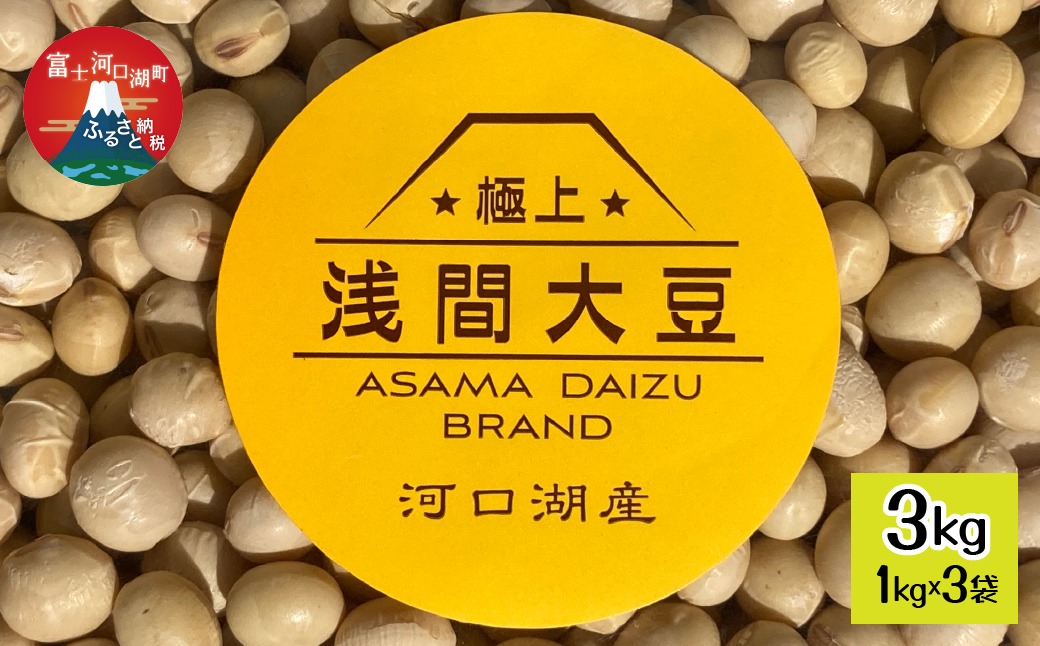 富士河口湖町
ふるさと納税
★極上★
浅間大豆
ASAMA DAIZU
BRAND
河口湖産
3kg
1kg×3袋